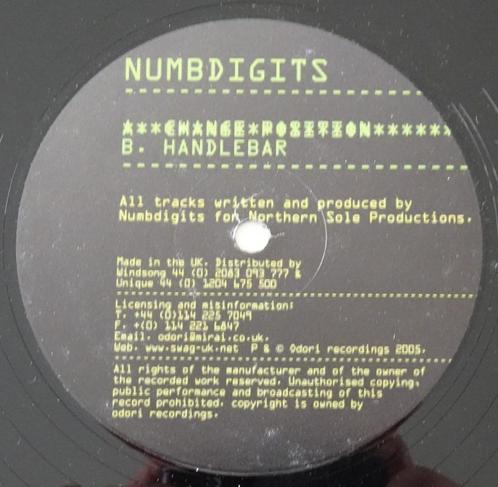 NUMBDIGITS
A**CHANGE*POSITION******
B. HANDLEBAR
All tracks written and produced by
Numbdigits for Northern Sole Productions.
Made in the UK. Distributed by
Windsong 44 (0) 2083 093 777 &
Unique 44 (0) 1204 675 500
Licensing and misinformation:
T. +44 (0)114 225 7049
F. +(0) 114 221 6847
Email. odori@mirai.co.uk.
Web. www.swag-uk.net P & © Odori recordings 2005.
All rights of the manufacturer and of the owner of
the recorded work reserved. Unauthorised copying,
public performance and broadcasting of this
record prohibited. copyright is owned by
odori recordings.